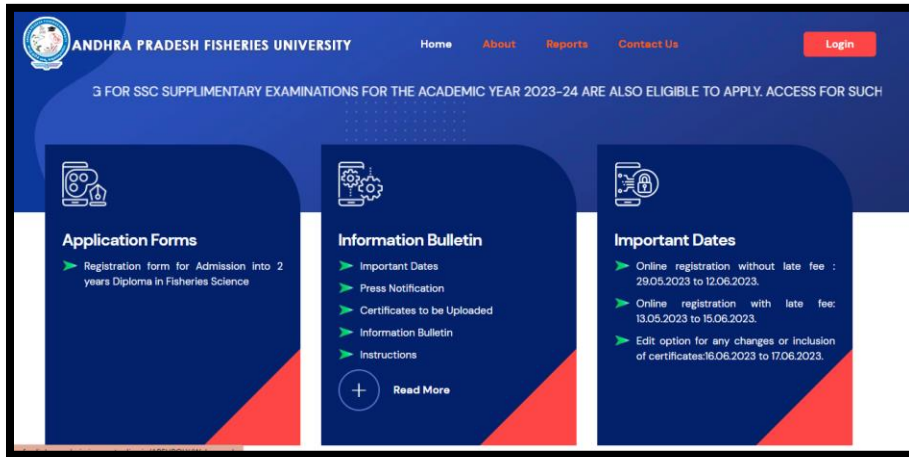 ANDHRA PRADESH FISHERIES UNIVERSITY
Home About Reports Contact Us Login
G FOR SSC SUPPLIMENTARY EXAMINATIONS FOR THE ACADEMIC YEAR 2023-24 ARE ALSO ELIGIBLE TO APPLY. ACCESS FOR SUCH
Application Forms
Registration form for Admission into 2
years Diploma in Fisheries Science
Information Bulletin
Important Dates
Press Notification
Certificates to be Uploaded
Information Bulletin
Instructions
Read More
Important Dates
Online registration without late fee :
29.05.2023 to 12.06.2023.
Online registration with late fee:
13.05.2023 to 15.06.2023.
Edit option for any changes or inclusion
of certificates:16.06.2023 to 17.06.2023.